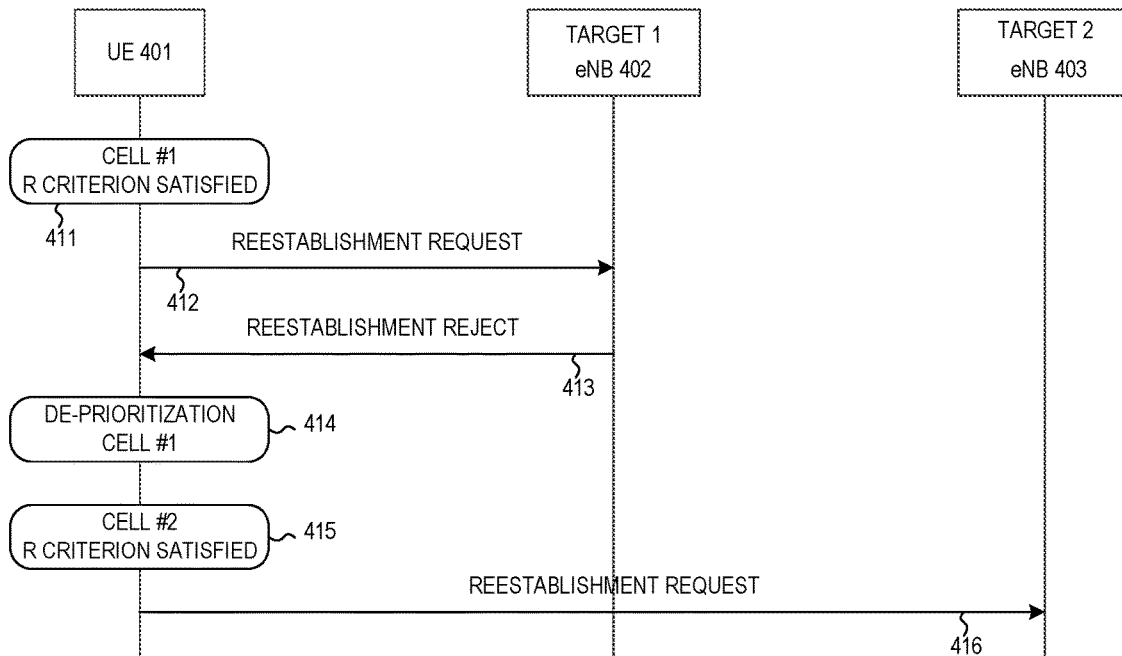 UE 401
TARGET 1
eNB 402
TARGET 2
eNB 403
CELL #1
R CRITERION SATISFIED
411
REESTABLISHMENT REQUEST
412
REESTABLISHMENT REJECT
413
DE-PRIORITIZATION
CELL #1
414
CELL #2
R CRITERION SATISFIED
415
REESTABLISHMENT REQUEST
416